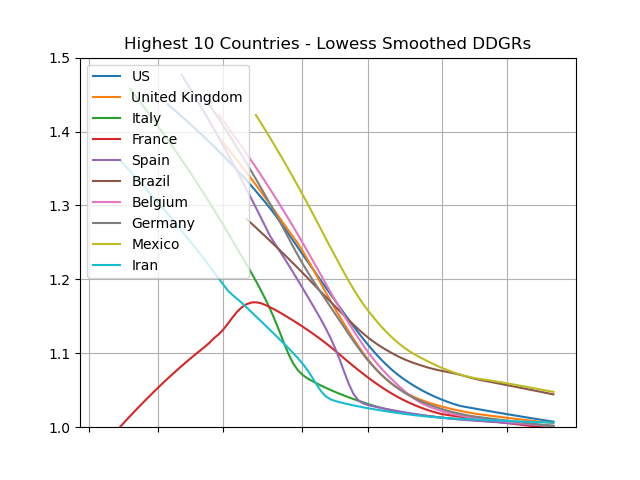 Highest 10 Countries - Lowess Smoothed DDGRs
1.5
1.4
1.3
1.2
1.1
1.0
US
United Kingdom
Italy
France
Spain
Brazil
Belgium
Germany
Mexico
Iran